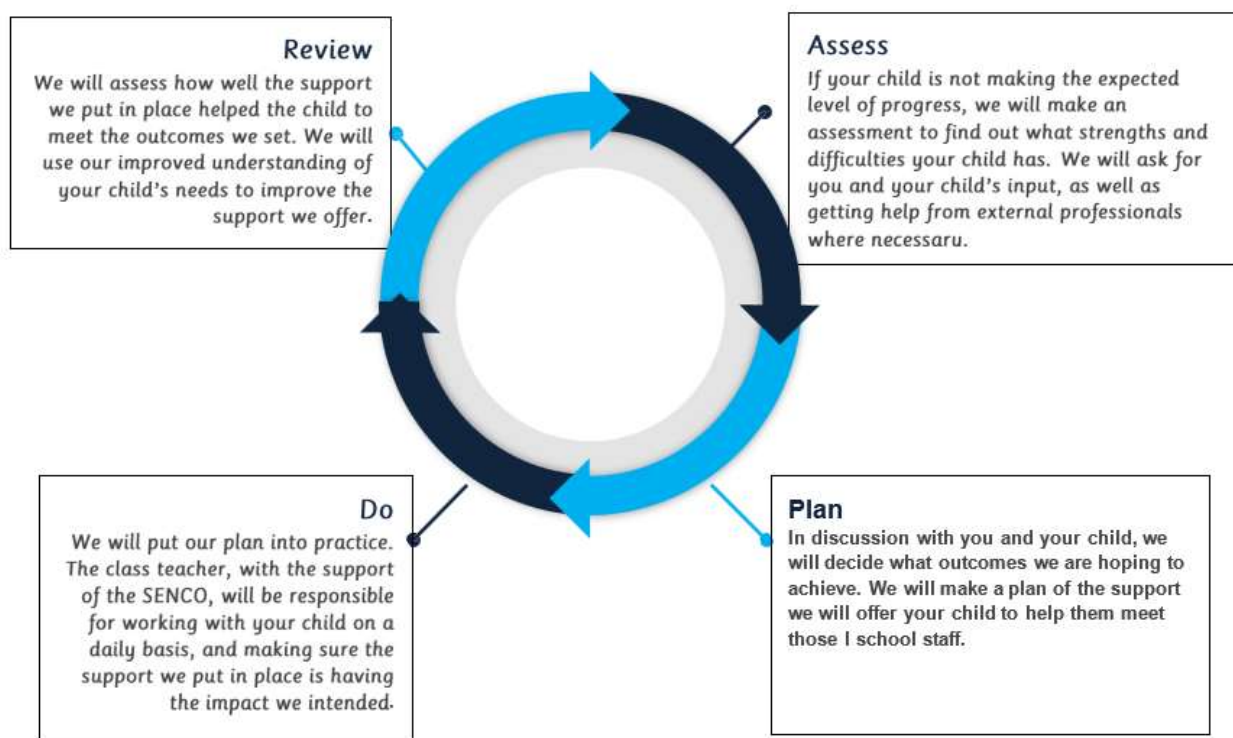 Review
We will assess how well the support
we put in place helped the child to
meet the outcomes we set. We will
use our improved understanding of
your child's needs to improve the
support we offer.
Assess
If your child is not making the expected
level of progress, we will make an
assessment to find out what strengths and
difficulties your child has. We will ask for
you and your child's input, as well as
getting help from external professionals
where necessaru.
Do
We will put our plan into practice.
The class teacher, with the support
of the SENCO, will be responsible
for working with your child on a
daily basis, and making sure the
support we put in place is having
the impact we intended.
Plan
In discussion with you and your child, we
will decide what outcomes we are hoping to
achieve. We will make a plan of the support
we will offer your child to help them meet
those I school staff.